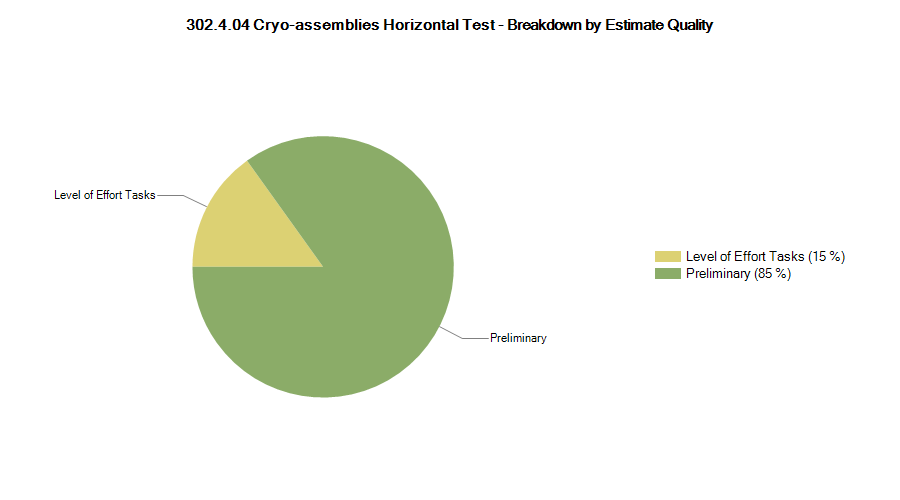 302.4.04 Cryo-assemblies Horizontal Test - Breakdown by Estimate Quality
Level of Effort Tasks
Level of Effort Tasks (15 %)
Preliminary (85 %)
Preliminary